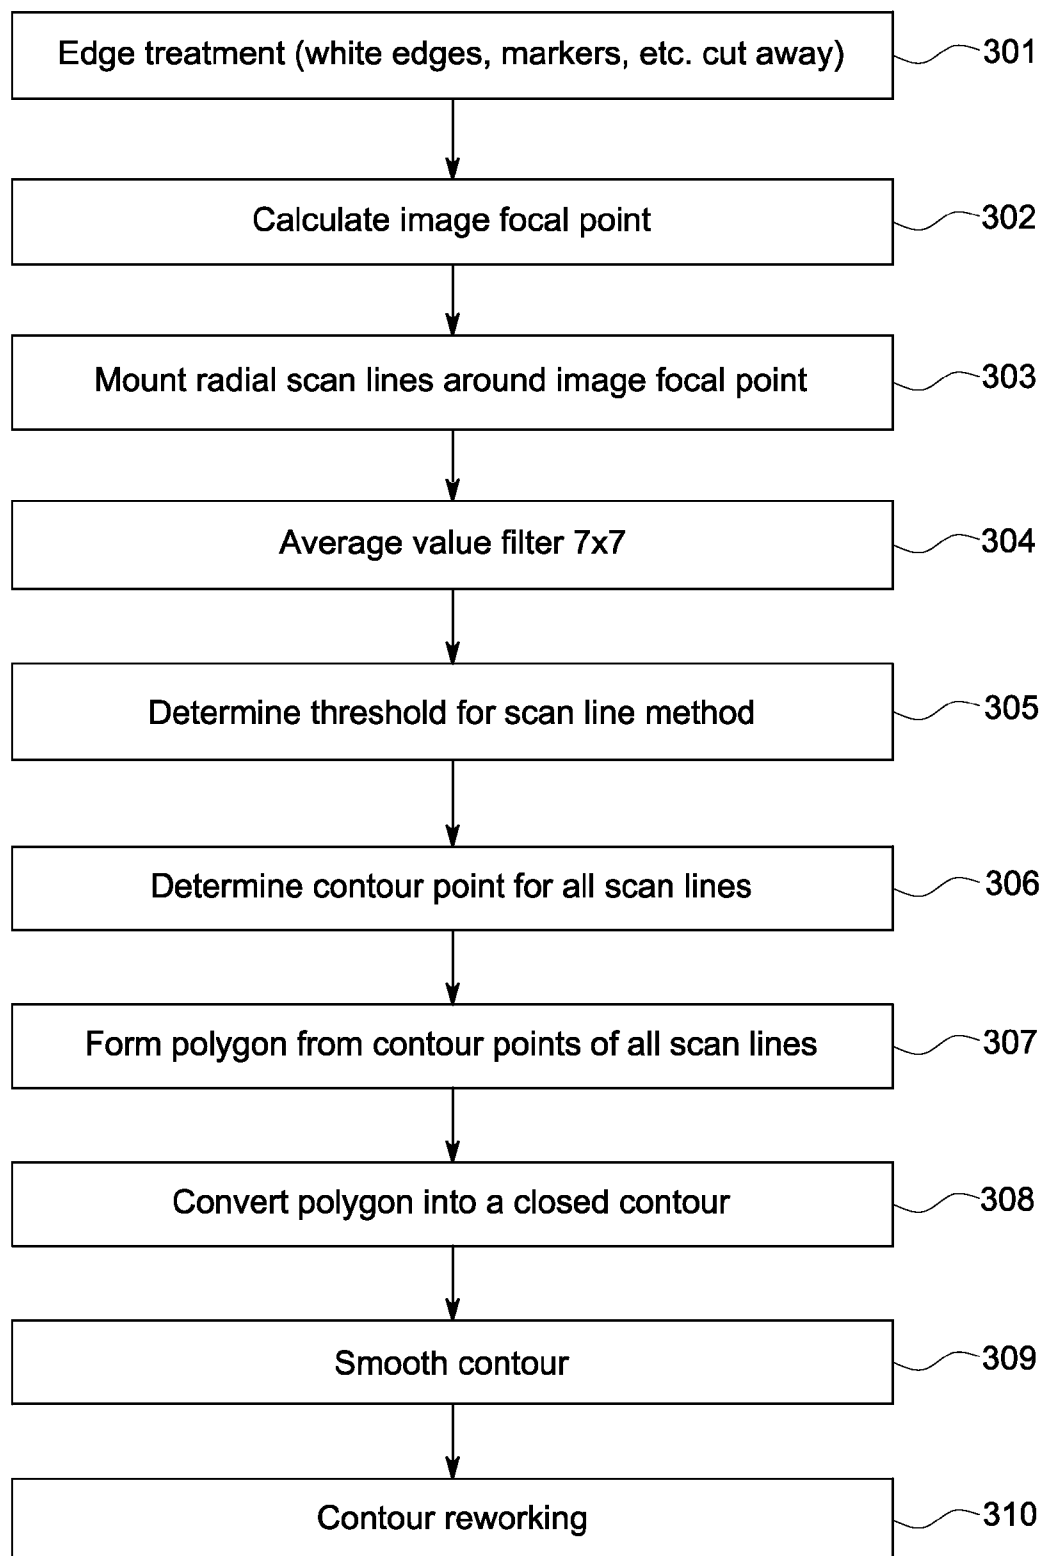 Edge treatment (white edges, markers, etc. cut away)
301
Calculate image focal point
302
Mount radial scan lines around image focal point
303
Average value filter 7x7
304
Determine threshold for scan line method
305
Determine contour point for all scan lines
306
Form polygon from contour points of all scan lines
307
Convert polygon into a closed contour
308
Smooth contour
309
Contour reworking
310